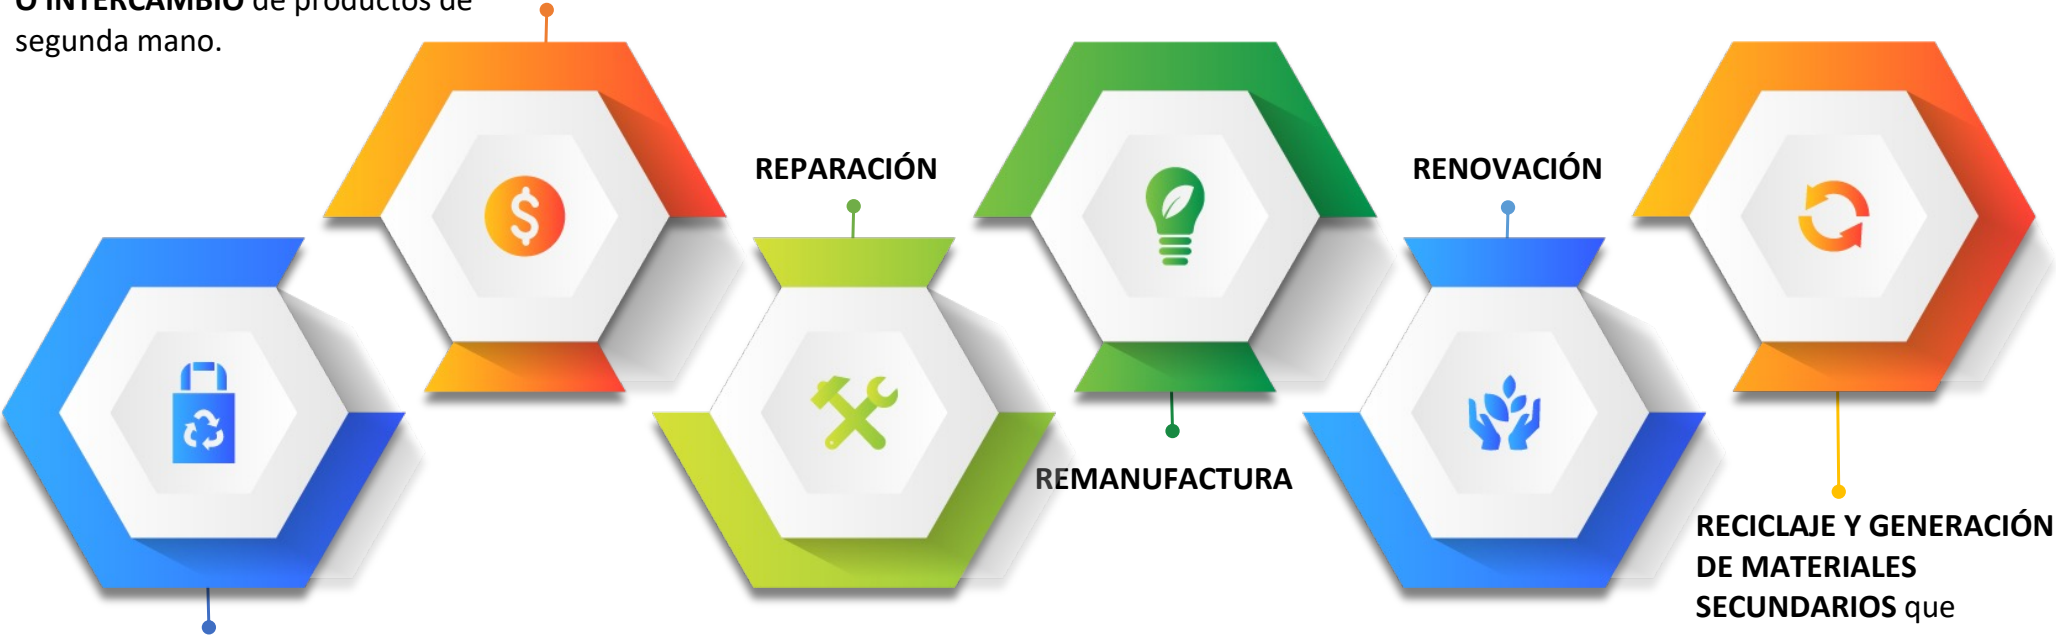 O INTERCAMBIO de productos de
segunda mano.
REPARACIÓN
REMANUFACTURA
RENOVACIÓN
RECICLAJE Y GENERACIÓN
DE MATERIALES
SECUNDARIOS que